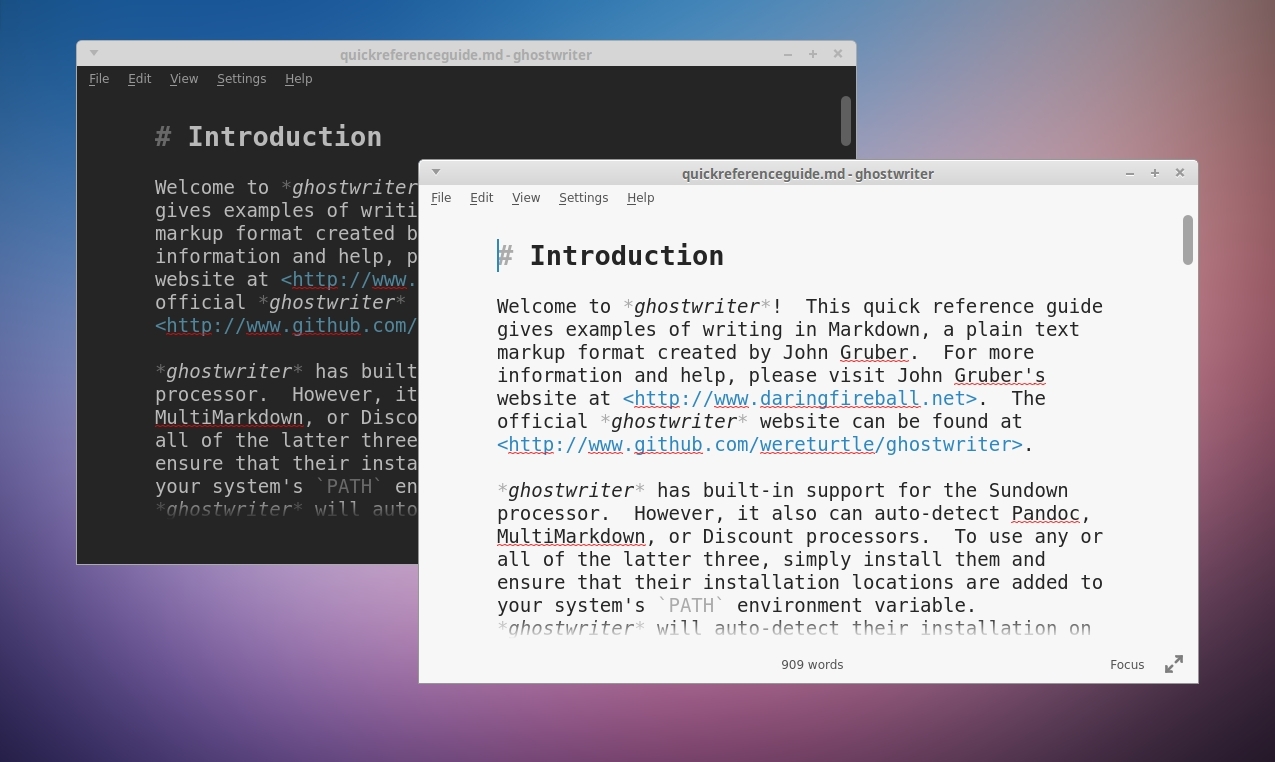 quickreferenceguide.md - ghostwriter
File Edit View Settings Help
# Introduction
Welcome to *ghostwriter
gives examples of writi
markup format created b
information and help, p
website at <http://www.
official *ghostwriter*
<http://www.github.com/
*ghostwriter* has built
processor.  However, it
MultiMarkdown, or Disco
all of the latter three
ensure that their insta
your system's `PATH` en
*ghostwriter* will auto
quickreferenceguide.md - ghostwriter
File Edit View Settings Help
# Introduction
Welcome to *ghostwriter*!  This quick reference guide
gives examples of writing in Markdown, a plain text
markup format created by John Gruber.  For more
information and help, please visit John Gruber's
website at <http://www.daringfireball.net>.  The
official *ghostwriter* website can be found at
<http://www.github.com/wereturtle/ghostwriter>.
*ghostwriter* has built-in support for the Sundown
processor.  However, it also can auto-detect Pandoc,
MultiMarkdown, or Discount processors.  To use any or
all of the latter three, simply install them and
ensure that their installation locations are added to
your system's `PATH` environment variable.
*ghostwriter* will auto-detect their installation on
909 words Focus